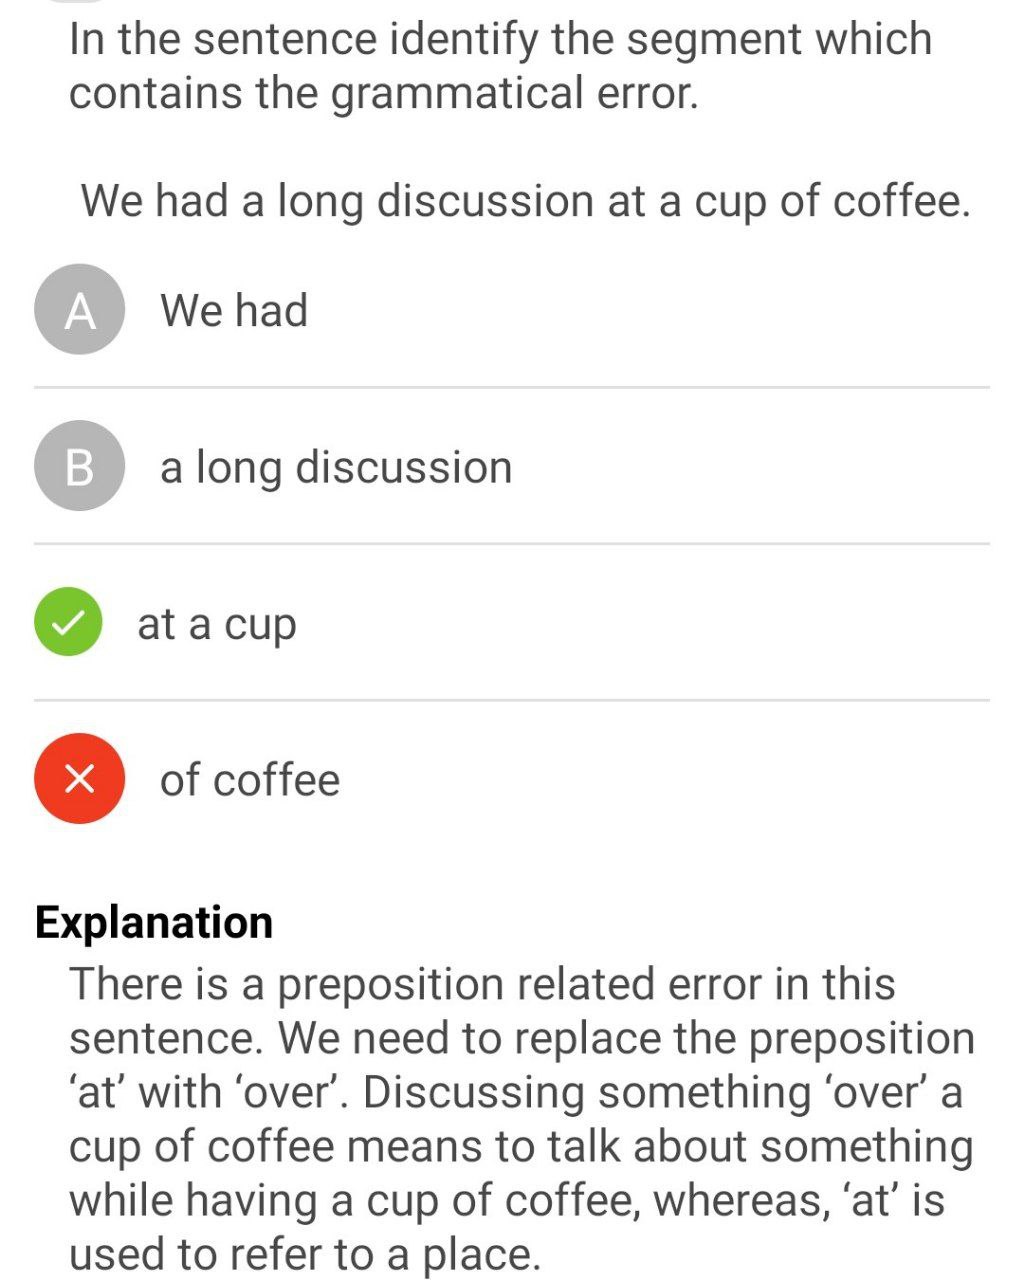 In the sentence identify the segment which
contains the grammatical error.
We had a long discussion at a cup of coffee.
A We had
B a long discussion
at a cup
of coffee
Explanation
There is a preposition related error in this
sentence. We need to replace the preposition
‘at’ with ‘over’. Discussing something ‘over’ a
cup of coffee means to talk about something
while having a cup of coffee, whereas, ‘at’ is
used to refer to a place.